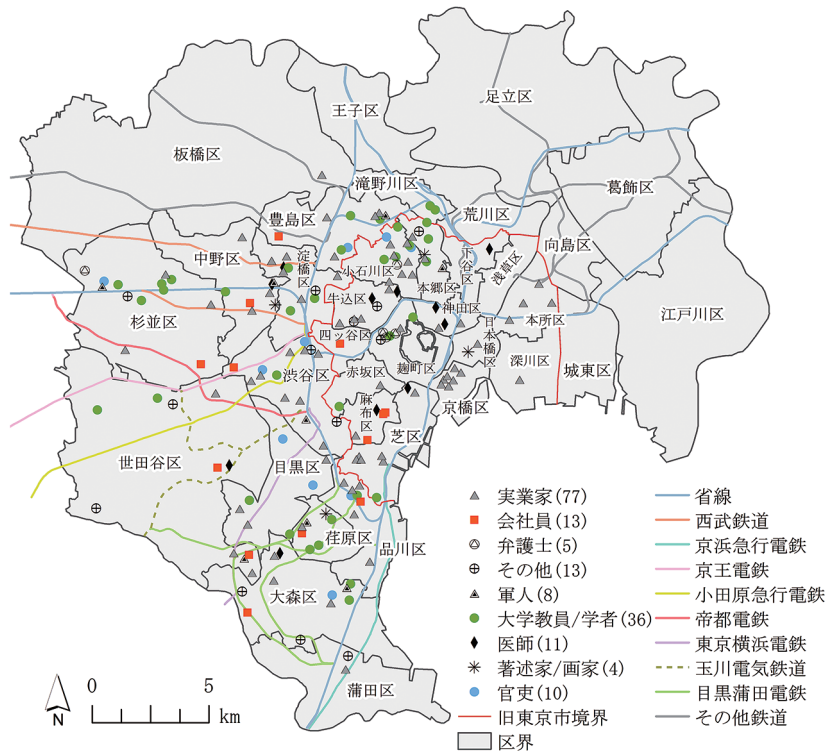 足立区
王子区
板橋区
滝野川区
葛飾区
豊島区
荒川区
向島区
中野区
淀橋区
小石川区
下谷区
浅草区
本郷区
牛込区
神田区
江戸川区
杉並区
四ッ谷区
日本橋区
本所区
渋谷区
赤坂区
麹町区
深川区
城東区
京橋区
麻布区
芝区
世田谷区
目黒区
荏原区
品川区
大森区
蒲田区
実業家(77)
会社員(13)
弁護士(5)
その他(13)
軍人(8)
大学教員/学者(36)
医師(11)
著述家/画家(4)
官吏(10)
旧東京市境界
区界
省線
西武鉄道
京浜急行電鉄
京王電鉄
小田原急行電鉄
帝都電鉄
東京横浜電鉄
玉川電気鉄道
目黒蒲田電鉄
その他鉄道
N
0 5
km